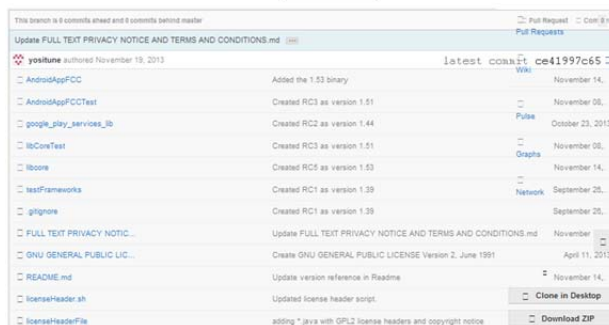 This branch is 0 commits ahead and 0 commits behind master
Pull Request
Pull Requests
Update FULL TEXT PRIVACY NOTICE AND TERMS AND CONDITIONS.md
yositune authored November 19, 2013
latest commit ce41997c65
Wiki
AndroidAppFCC Added the 1.53 binary November 14,
AndroidAppFCCTest Created RC3 as version 1.51 November 08,
Pulse
google_play_services_lib Created RC2 as version 1.44 October 23, 2013
libCoreTest Created RC3 as version 1.51 November 08,
Graphs
libcore Created RC5 as version 1.53 November 14,
testFrameworks Created RC1 as version 1.39 September 26,
Network
.gitignore Created RC1 as version 1.39 September 26,
FULL TEXT PRIVACY NOTIC... Update FULL TEXT PRIVACY NOTICE AND TERMS AND CONDITIONS.md November
GNU GENERAL PUBLIC LIC... Create GNU GENERAL PUBLIC LICENSE Version 2, June 1991 April 11, 2013
README.md Update version reference in Readme November 14,
licenseHeader.sh Updated license header script.
Clone in Desktop
licenseHeaderFile adding *.java with GPL2 license headers and copyright notice
Download ZIP